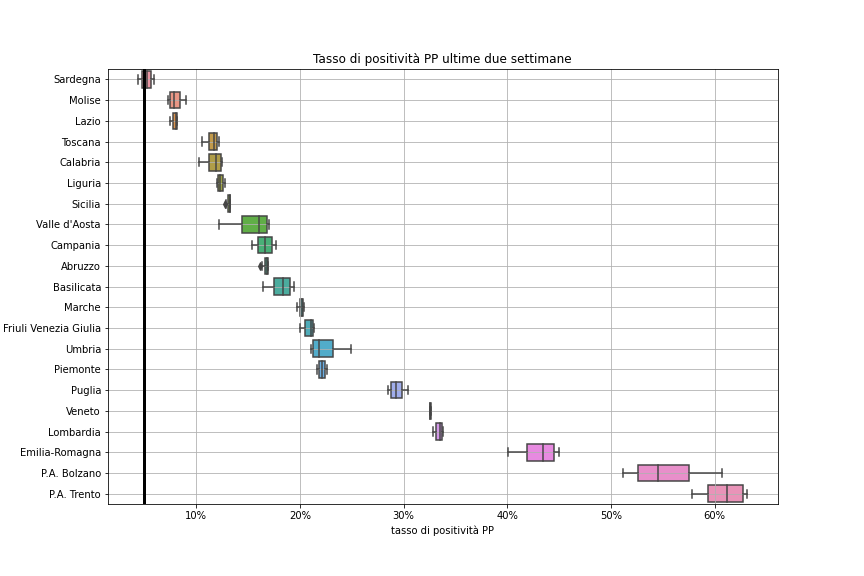 Tasso di positività PP ultime due settimane
Sardegna
Molise
Lazio
Toscana
Calabria
Liguria
Sicilia
Valle d'Aosta
Campania
Abruzzo
Basilicata
Marche
Friuli Venezia Giulia
Umbria
Piemonte
Puglia
Veneto
Lombardia
Emilia-Romagna
P.A. Bolzano
P.A. Trento
10% 20% 30% 40% 50% 60%
tasso di positività PP